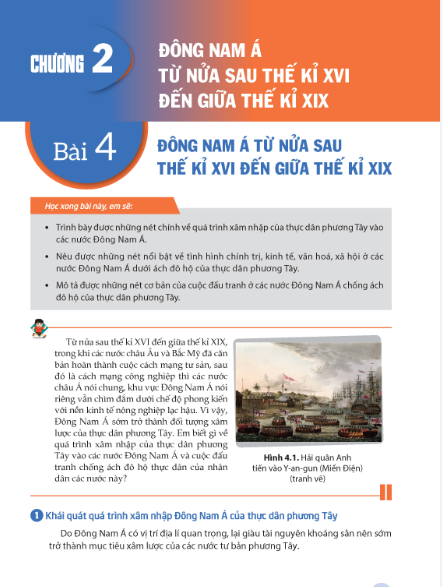 CHƯƠNG 2
ĐÔNG NAM Á
TỪ NỬA SAU THẾ KỈ XVI
ĐẾN GIỮA THẾ KỈ XIX
Bài 4
ĐÔNG NAM Á TỪ NỬA SAU
THẾ KỈ XVI ĐẾN GIỮA THẾ KỈ XIX
Học xong bài này, em sẽ:
• Trình bày được những nét chính về quá trình xâm nhập của thực dân phương Tây vào
các nước Đông Nam Á.
• Nêu được những nét nổi bật về tình hình chính trị, kinh tế, văn hoá, xã hội ở các
nước Đông Nam Á dưới ách đô hộ của thực dân phương Tây.
• Mô tả được những nét cơ bản của cuộc đấu tranh ở các nước Đông Nam Á chống ách
đô hộ của thực dân phương Tây.
Từ nửa sau thế kỉ XVI đến giữa thế kỉ XIX,
trong khi các nước châu Âu và Bắc Mỹ đã căn
bản hoàn thành cuộc cách mạng tư sản, sau
đó là cách mạng công nghiệp thì các nước
châu Á nói chung, khu vực Đông Nam Á nói
riêng vẫn chìm đắm dưới chế độ phong kiến
với nền kinh tế nông nghiệp lạc hậu. Vì vậy,
Đông Nam Á sớm trở thành đối tượng xâm
lược của thực dân phương Tây. Em biết gì về
quá trình xâm nhập của thực dân phương
Tây vào các nước Đông Nam Á và cuộc đấu
tranh chống ách đô hộ thực dân của nhân
dân các nước này?
Hình 4.1. Hải quân Anh
tiến vào Y-an-gun (Miến Điện)
(tranh vẽ)
1 Khái quát quá trình xâm nhập Đông Nam Á của thực dân phương Tây
Do Đông Nam Á có vị trí địa lí quan trọng, lại giàu tài nguyên khoáng sản nên sớm
trở thành mục tiêu xâm lược của các nước tư bản phương Tây.